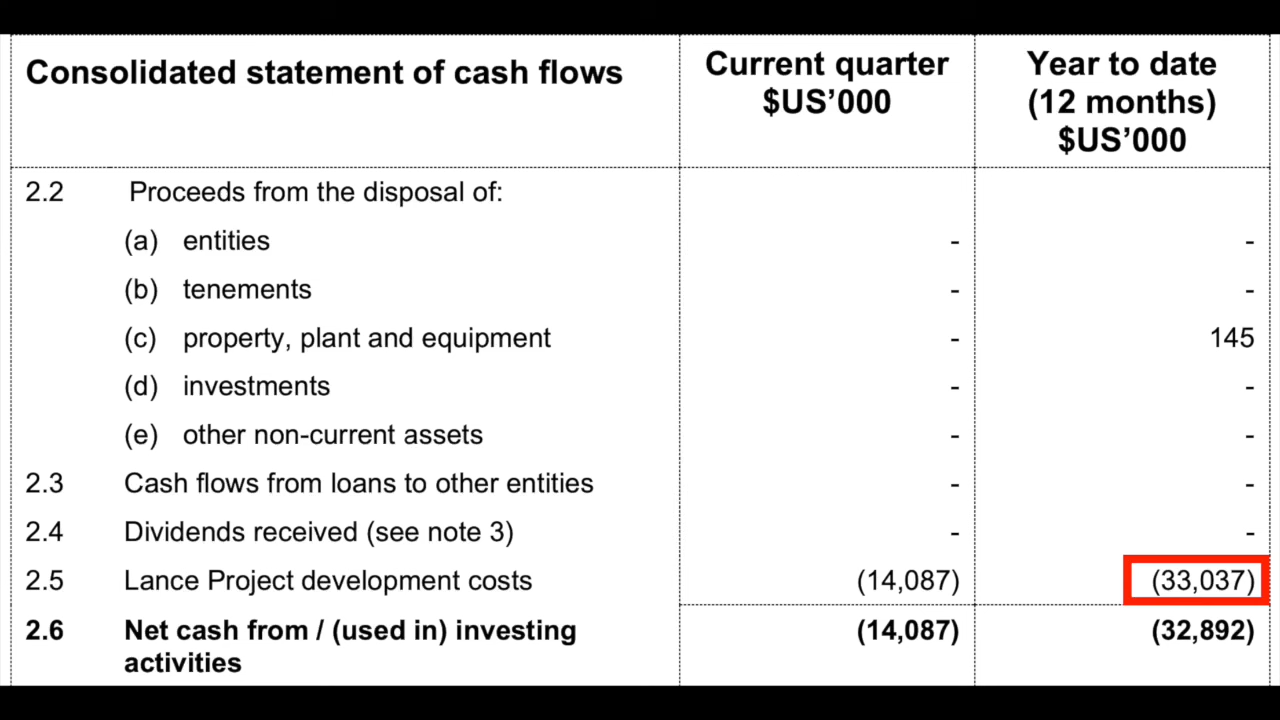 Consolidated statement of cash flows
Current quarter
$US’000
Year to date
(12 months)
$US’000
2.2 Proceeds from the disposal of:
(a) entities - -
(b) tenements - -
(c) property, plant and equipment - 145
(d) investments - -
(e) other non-current assets - -
2.3 Cash flows from loans to other entities - -
2.4 Dividends received (see note 3) - -
2.5 Lance Project development costs (14,087) (33,037)
2.6 Net cash from / (used in) investing (14,087) (32,892)
activities